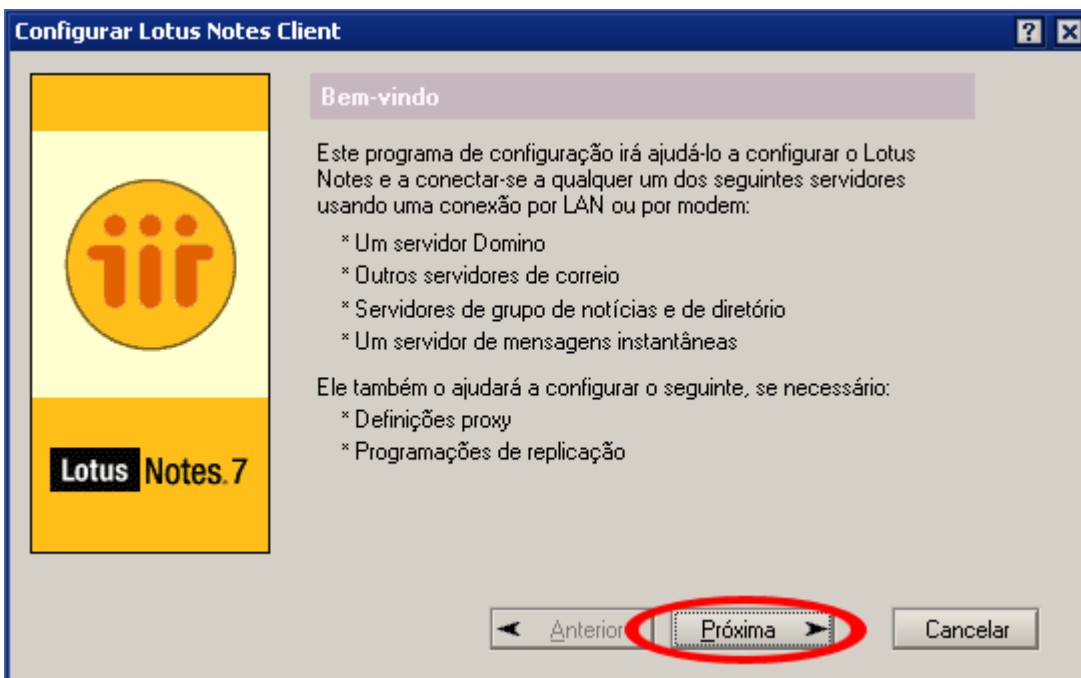 Configurar Lotus Notes Client
Bem-vindo
Este programa de configuração irá ajudá-lo a configurar o Lotus
Notes e a conectar-se a qualquer um dos seguintes servidores
usando uma conexão por LAN ou por modem:
* Um servidor Domino
* Outros servidores de correio
* Servidores de grupo de notícias e de diretório
* Um servidor de mensagens instantâneas
Ele também o ajudará a configurar o seguinte, se necessário:
* Definições proxy
* Programações de replicação
Lotus Notes.7
Anterior Próxima Cancelar